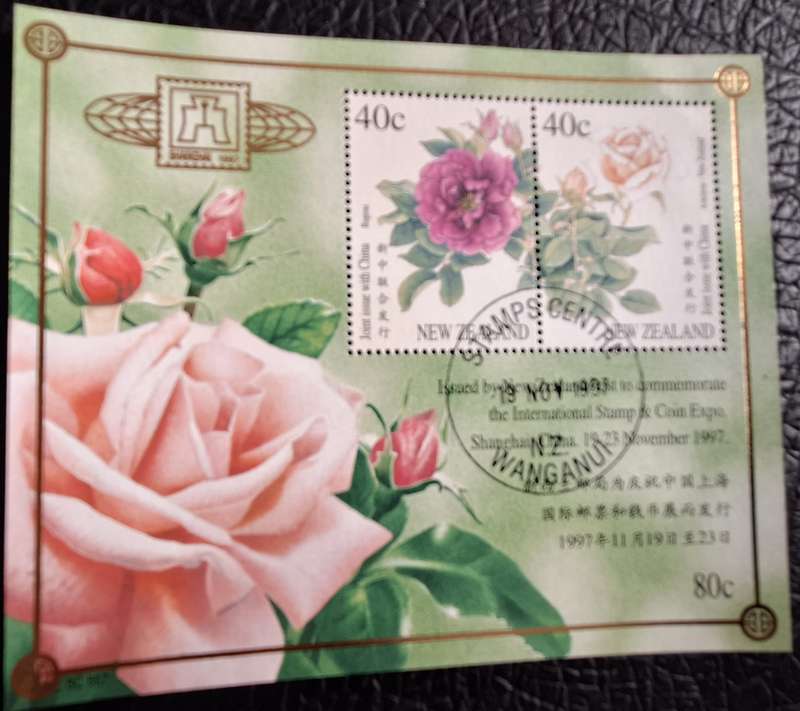 SHANGHAI 1997
40c
Rugosa
Joint issue with China
新中联合发行
NEW ZEALAND
40c
Aotearoa - New Zealand
Joint issue with China
新中联合发行
NEW ZEALAND
STAMPS CENTRE
19 NOV 1997
N.Z.
WANGANUI
Issued by New Zealand Post to commemorate
the International Stamp & Coin Expo.
Shanghai, China. 19-23 November 1997.
新西兰邮局为庆祝中国上海
国际邮票和钱币展而发行
1997年11月19日至23日
80c